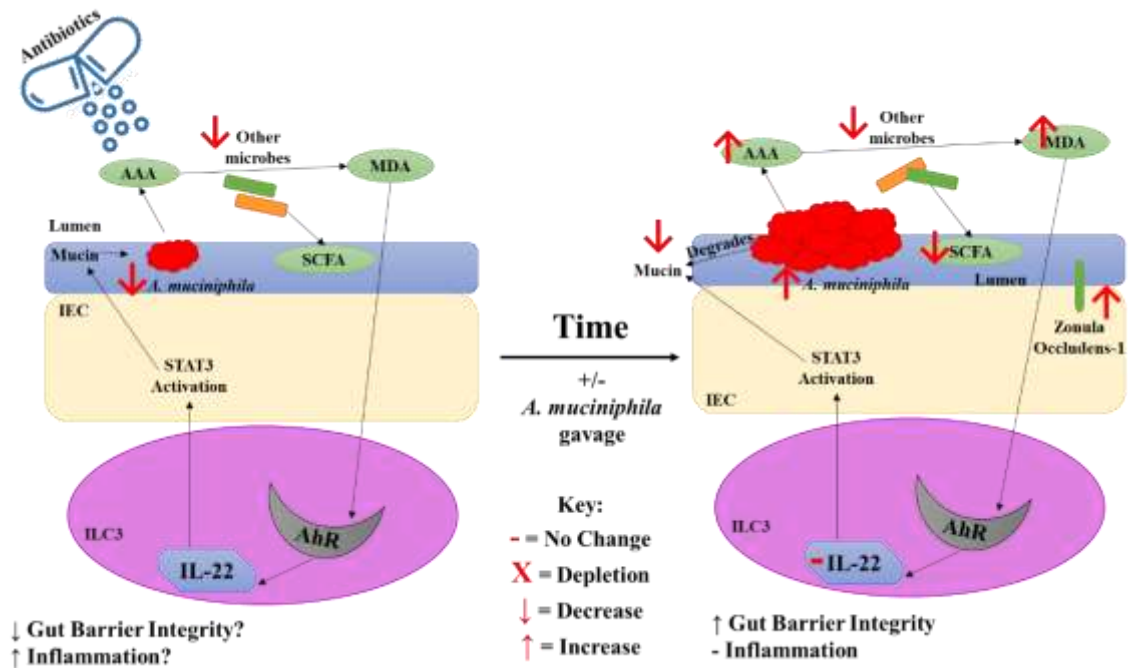 Antibiotics
Other
microbes
AAA
MDA
Lumen
Mucin
SCFA
A. muciniphila
IEC
STAT3
Activation
ILC3
AhR
IL-22
↓ Gut Barrier Integrity?
↑ Inflammation?
Time
+/-
A. muciniphila
gavage
Key:
- = No Change
X = Depletion
↓ = Decrease
↑ = Increase
Other
microbes
AAA
MDA
Degrades
Mucin
SCFA
A. muciniphila
Lumen
Zonula
Occludens-1
STAT3
Activation
IEC
ILC3
AhR
- IL-22
↑ Gut Barrier Integrity
- Inflammation